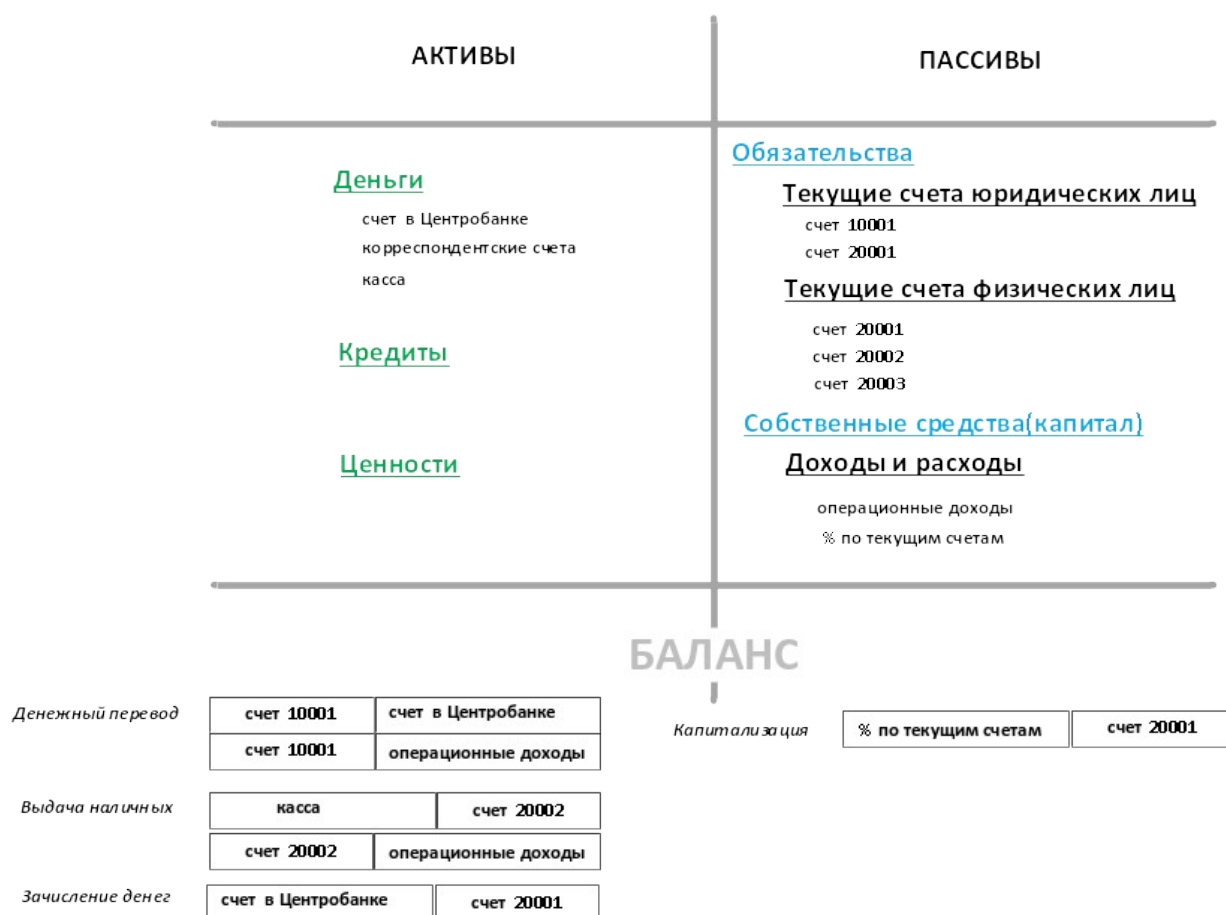 АКТИВЫ
ПАССИВЫ
Деньги
счет в Центробанке
корреспондентские счета
касса
Кредиты
Ценности
Обязательства
Текущие счета юридических лиц
счет 10001
счет 20001
Текущие счета физических лиц
счет 20001
счет 20002
счет 20003
Собственные средства(капитал)
Доходы и расходы
операционные доходы
% по текущим счетам
БАЛАНС
Денежный перевод
счет 10001
счет в Центробанке
счет 10001
операционные доходы
Выдача наличных
касса
счет 20002
счет 20002
операционные доходы
Зачисление денег
счет в Центробанке
счет 20001
Капитализация
% по текущим счетам
счет 20001